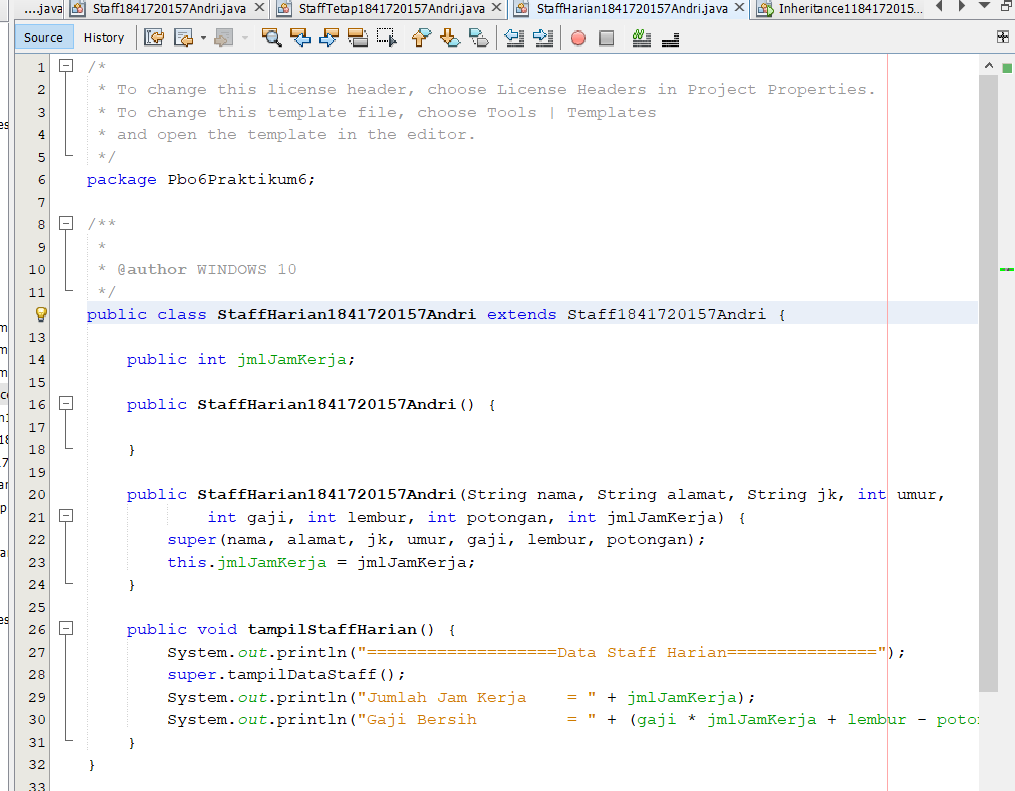 ....java Staff1841720157Andri.java StaffTetap1841720157Andri.java StaffHarian1841720157Andri.java Inheritance1184172015...
Source History
1 /*
2 * To change this license header, choose License Headers in Project Properties.
3 * To change this template file, choose Tools | Templates
4 * and open the template in the editor.
5 */
6 package Pbo6Praktikum6;
7
8 /**
9 *
10 * @author WINDOWS 10
11 */
public class StaffHarian1841720157Andri extends Staff1841720157Andri {
13
14 public int jmlJamKerja;
15
16 public StaffHarian1841720157Andri() {
17
18 }
19
20 public StaffHarian1841720157Andri(String nama, String alamat, String jk, int umur,
21 int gaji, int lembur, int potongan, int jmlJamKerja) {
22 super(nama, alamat, jk, umur, gaji, lembur, potongan);
23 this.jmlJamKerja = jmlJamKerja;
24 }
25
26 public void tampilStaffHarian() {
27 System.out.println("===================Data Staff Harian===============");
28 super.tampilDataStaff();
29 System.out.println("Jumlah Jam Kerja    = " + jmlJamKerja);
30 System.out.println("Gaji Bersih         = " + (gaji * jmlJamKerja + lembur -
31 }
32 }
33